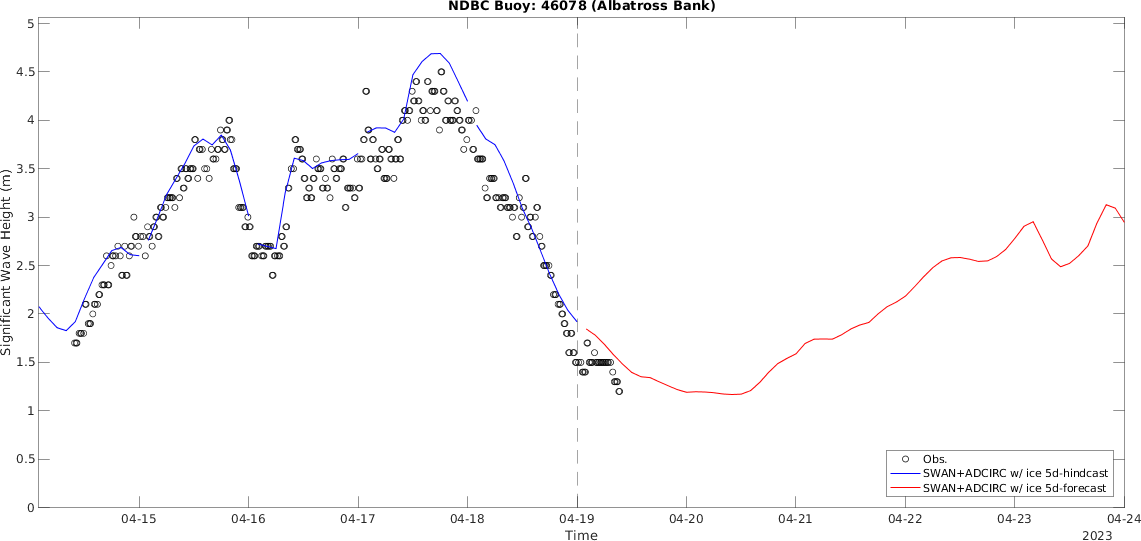 NDBC Buoy: 46078 (Albatross Bank)
5
4.5
4
3.5
3
2.5
2
1.5
1
0.5
0
Significant Wave Height (m)
Obs.
SWAN+ADCIRC w/ ice 5d-hindcast
SWAN+ADCIRC w/ ice 5d-forecast
04-15 04-16 04-17 04-18 04-19 04-20 04-21 04-22 04-23 04-24
Time
2023